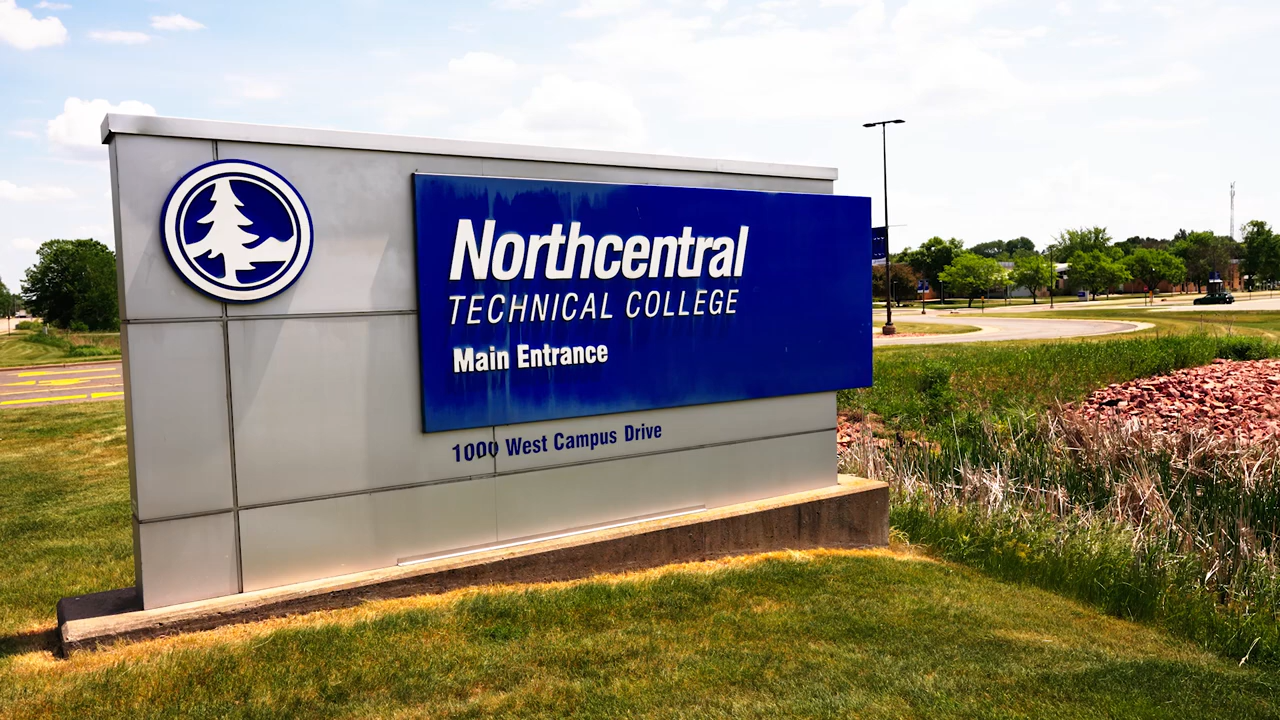 Northcentral
TECHNICAL COLLEGE
Main Entrance
1000 West Campus Drive